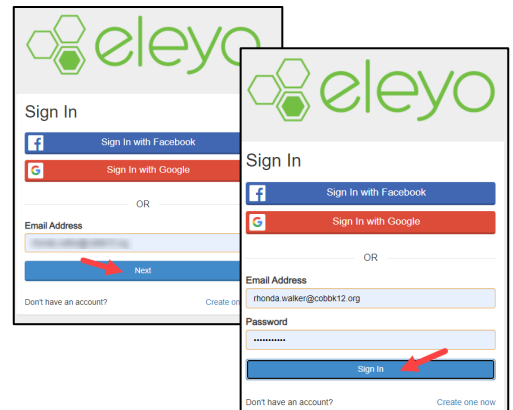 eleyo
Sign In
Sign In with Facebook
Sign In with Google
OR
Email Address
Next
Don't have an account? Create on
eleyo
Sign In
Sign In with Facebook
Sign In with Google
OR
Email Address
rhonda.walker@cobbk12.org
Password
••••••••••••
Sign In
Don't have an account? Create one now